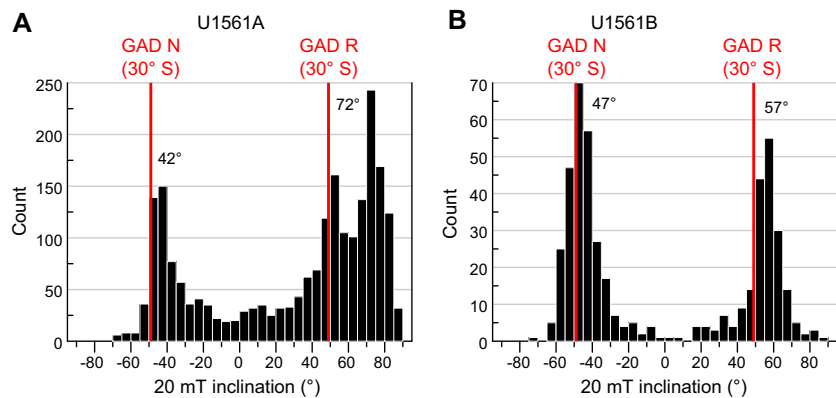 A
U1561A
GAD N
(30° S)
GAD R
(30° S)
250
200
150
100
50
0
Count
42°
72°
-80 -60 -40 -20 0 20 40 60 80
20 mT inclination (°)
B
U1561B
GAD N
(30° S)
GAD R
(30° S)
70
60
50
40
30
20
10
0
Count
47°
57°
-80 -60 -40 -20 0 20 40 60 80
20 mT inclination (°)